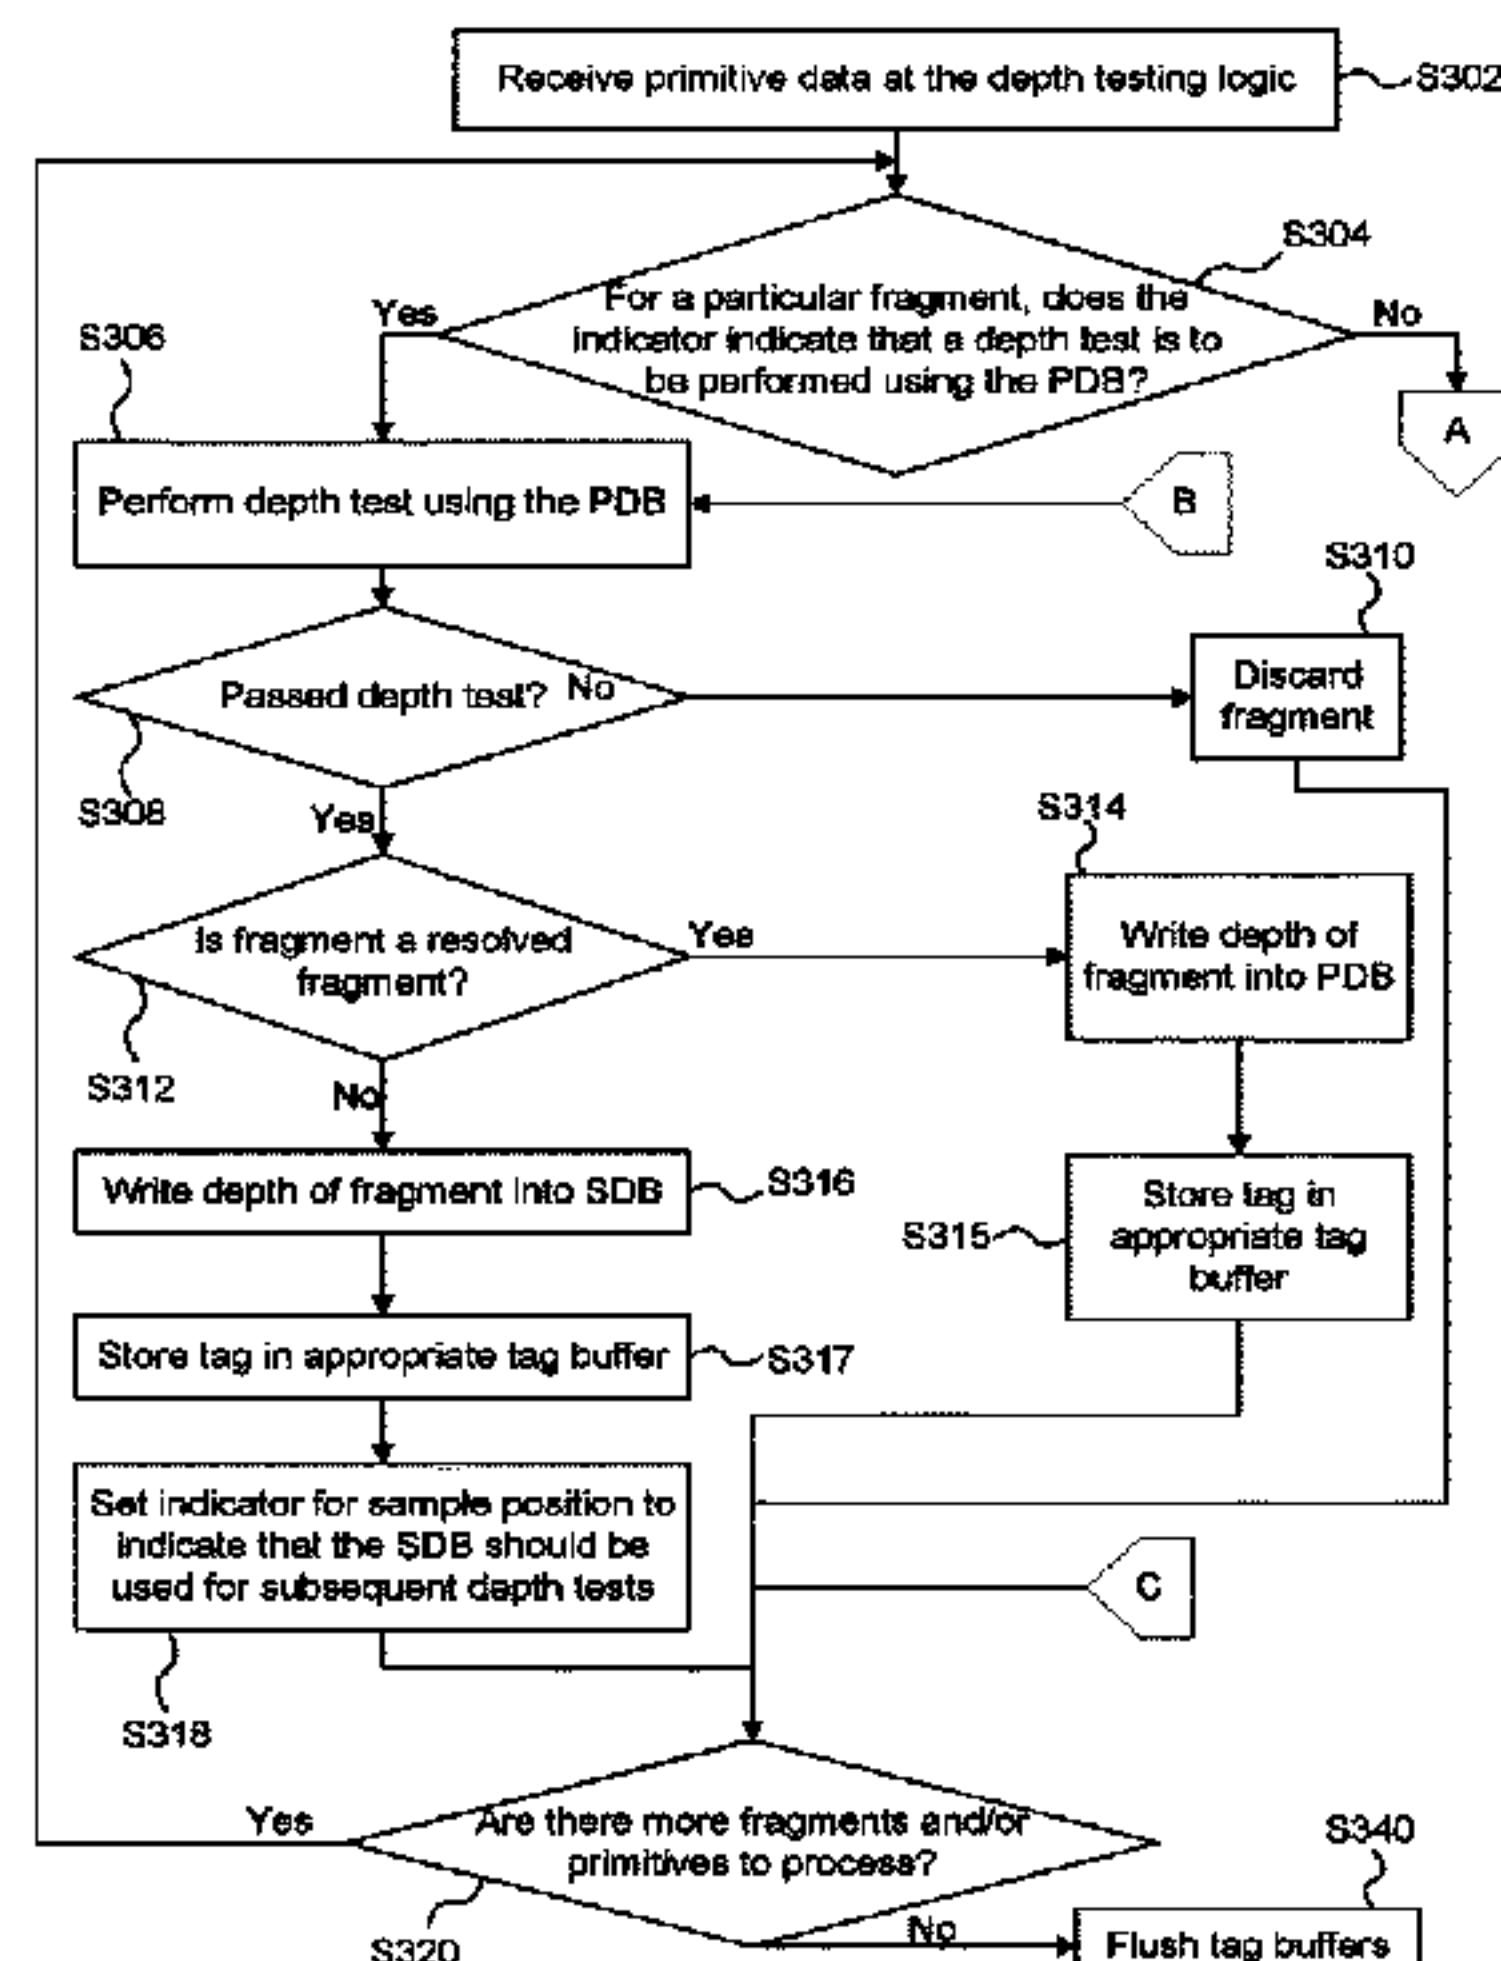 Receive primitive data at the depth testing logic
S302
S304
For a particular fragment, does the
indicator indicate that a depth test is to
be performed using the PDB?
Yes
No
S306
A
Perform depth test using the PDB
B
S310
Passed depth test?
No
Discard
fragment
S308
Yes
S314
Is fragment a resolved
fragment?
Yes
Write depth of
fragment into PDB
S312
No
Write depth of fragment into SDB
S316
Store tag in
appropriate tag
buffer
S315
Store tag in appropriate tag buffer
S317
Set indicator for sample position to
indicate that the SDB should be
used for subsequent depth tests
C
S318
Yes
Are there more fragments and/or
primitives to process?
S340
S320
No
Flush tag buffers